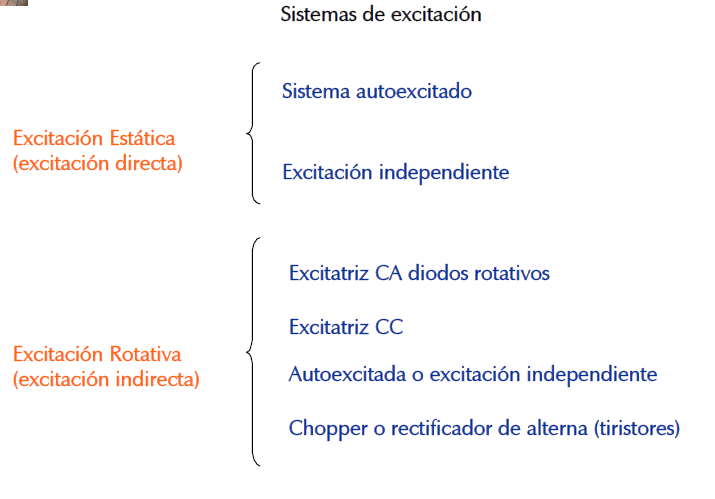 Sistemas de excitación
Sistema autoexcitado
Excitación Estática
(excitación directa)
Excitación independiente
Excitatriz CA diodos rotativos
Excitatriz CC
Excitación Rotativa
(excitación indirecta)
Autoexcitada o excitación independiente
Chopper o rectificador de alterna (tiristores)